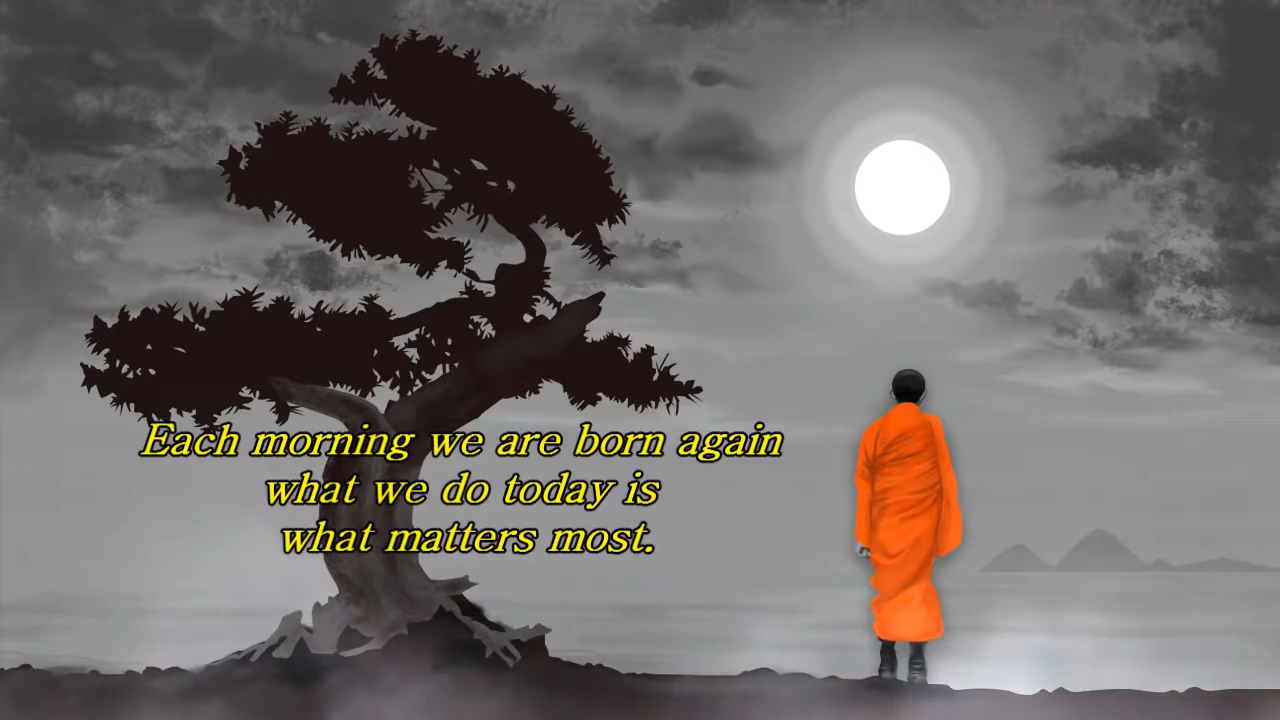 Each morning we are born again
what we do today is
what matters most.